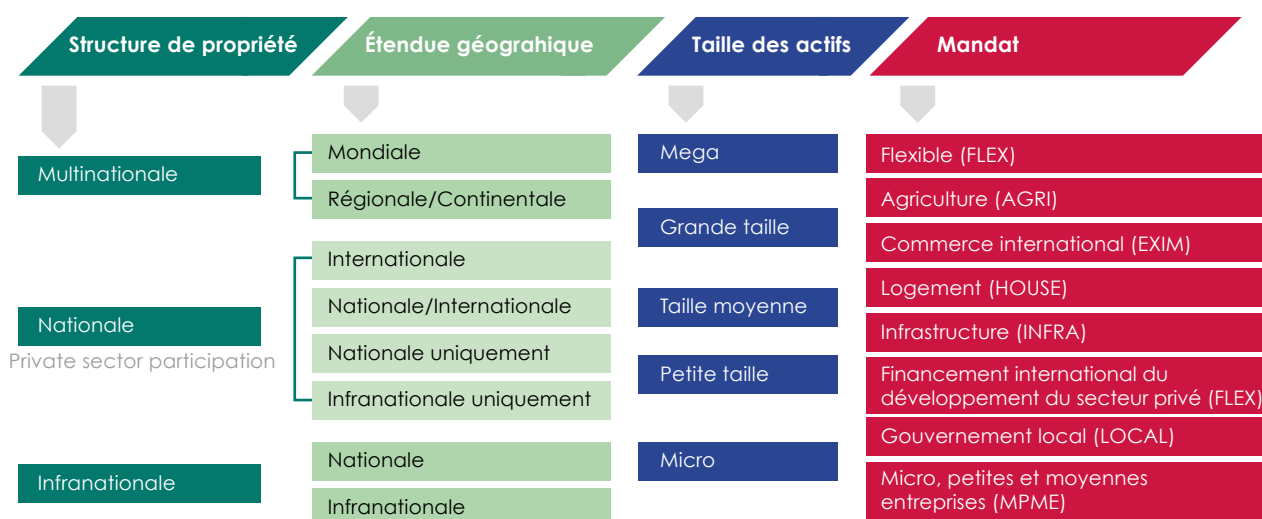 Structure de propriété
Étendue géograhique
Taille des actifs
Mandat
Multinationale
Nationale
Private sector participation
Infranationale
Mondiale
Régionale/Continentale
Internationale
Nationale/Internationale
Nationale uniquement
Infranationale uniquement
Nationale
Infranationale
Mega
Grande taille
Taille moyenne
Petite taille
Micro
Flexible (FLEX)
Agriculture (AGRI)
Commerce international (EXIM)
Logement (HOUSE)
Infrastructure (INFRA)
Financement international du
développement du secteur privé (FLEX)
Gouvernement local (LOCAL)
Micro, petites et moyennes
entreprises (MPME)